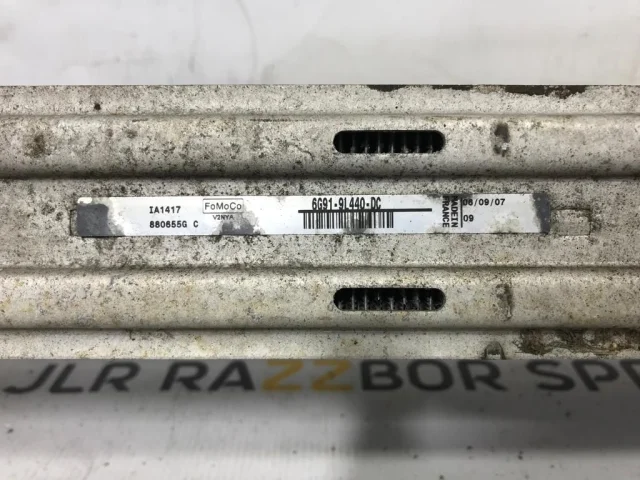 IA1417
880655G C
FoMoCo
V2NYA
6G91-9L440-DC
MADE IN
FRANCE
06/09/07
09
JLR RAZZBOR SP